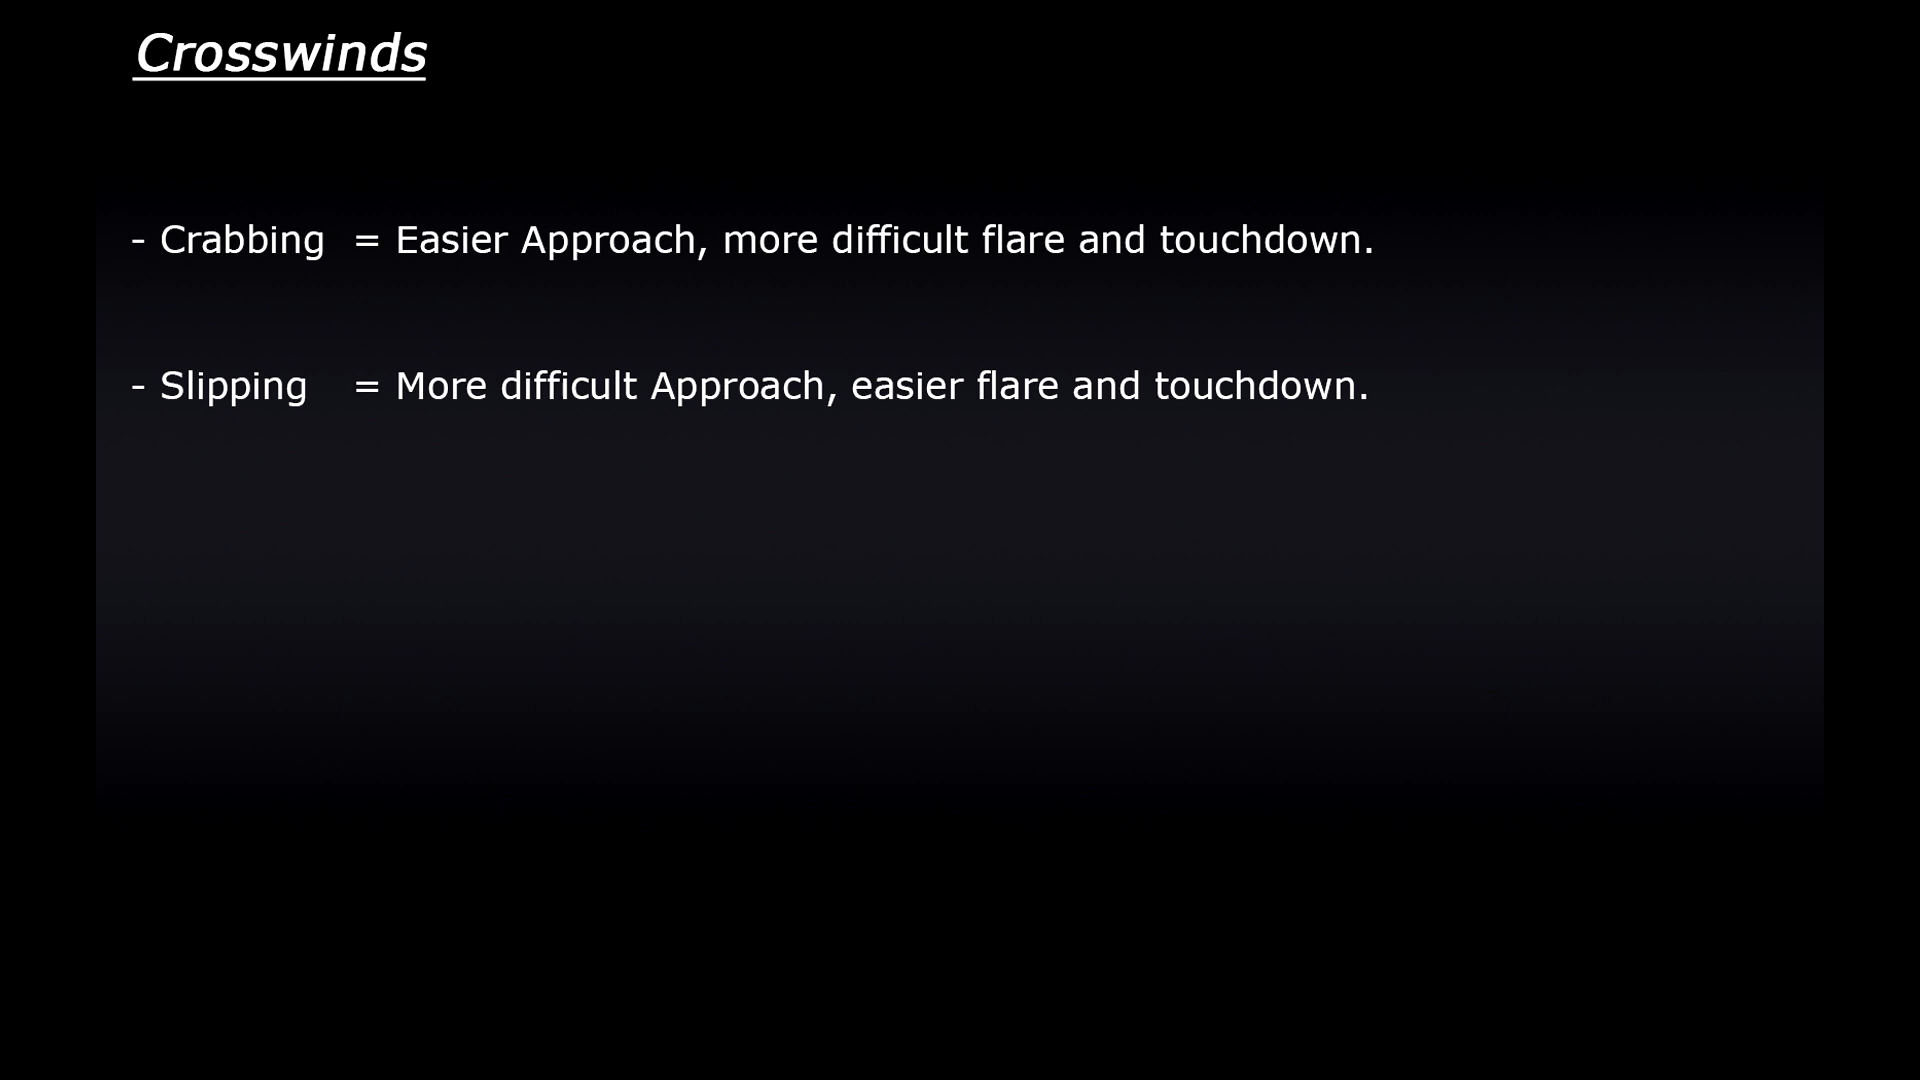 Crosswinds
- Crabbing = Easier Approach, more difficult flare and touchdown.
- Slipping = More difficult Approach, easier flare and touchdown.